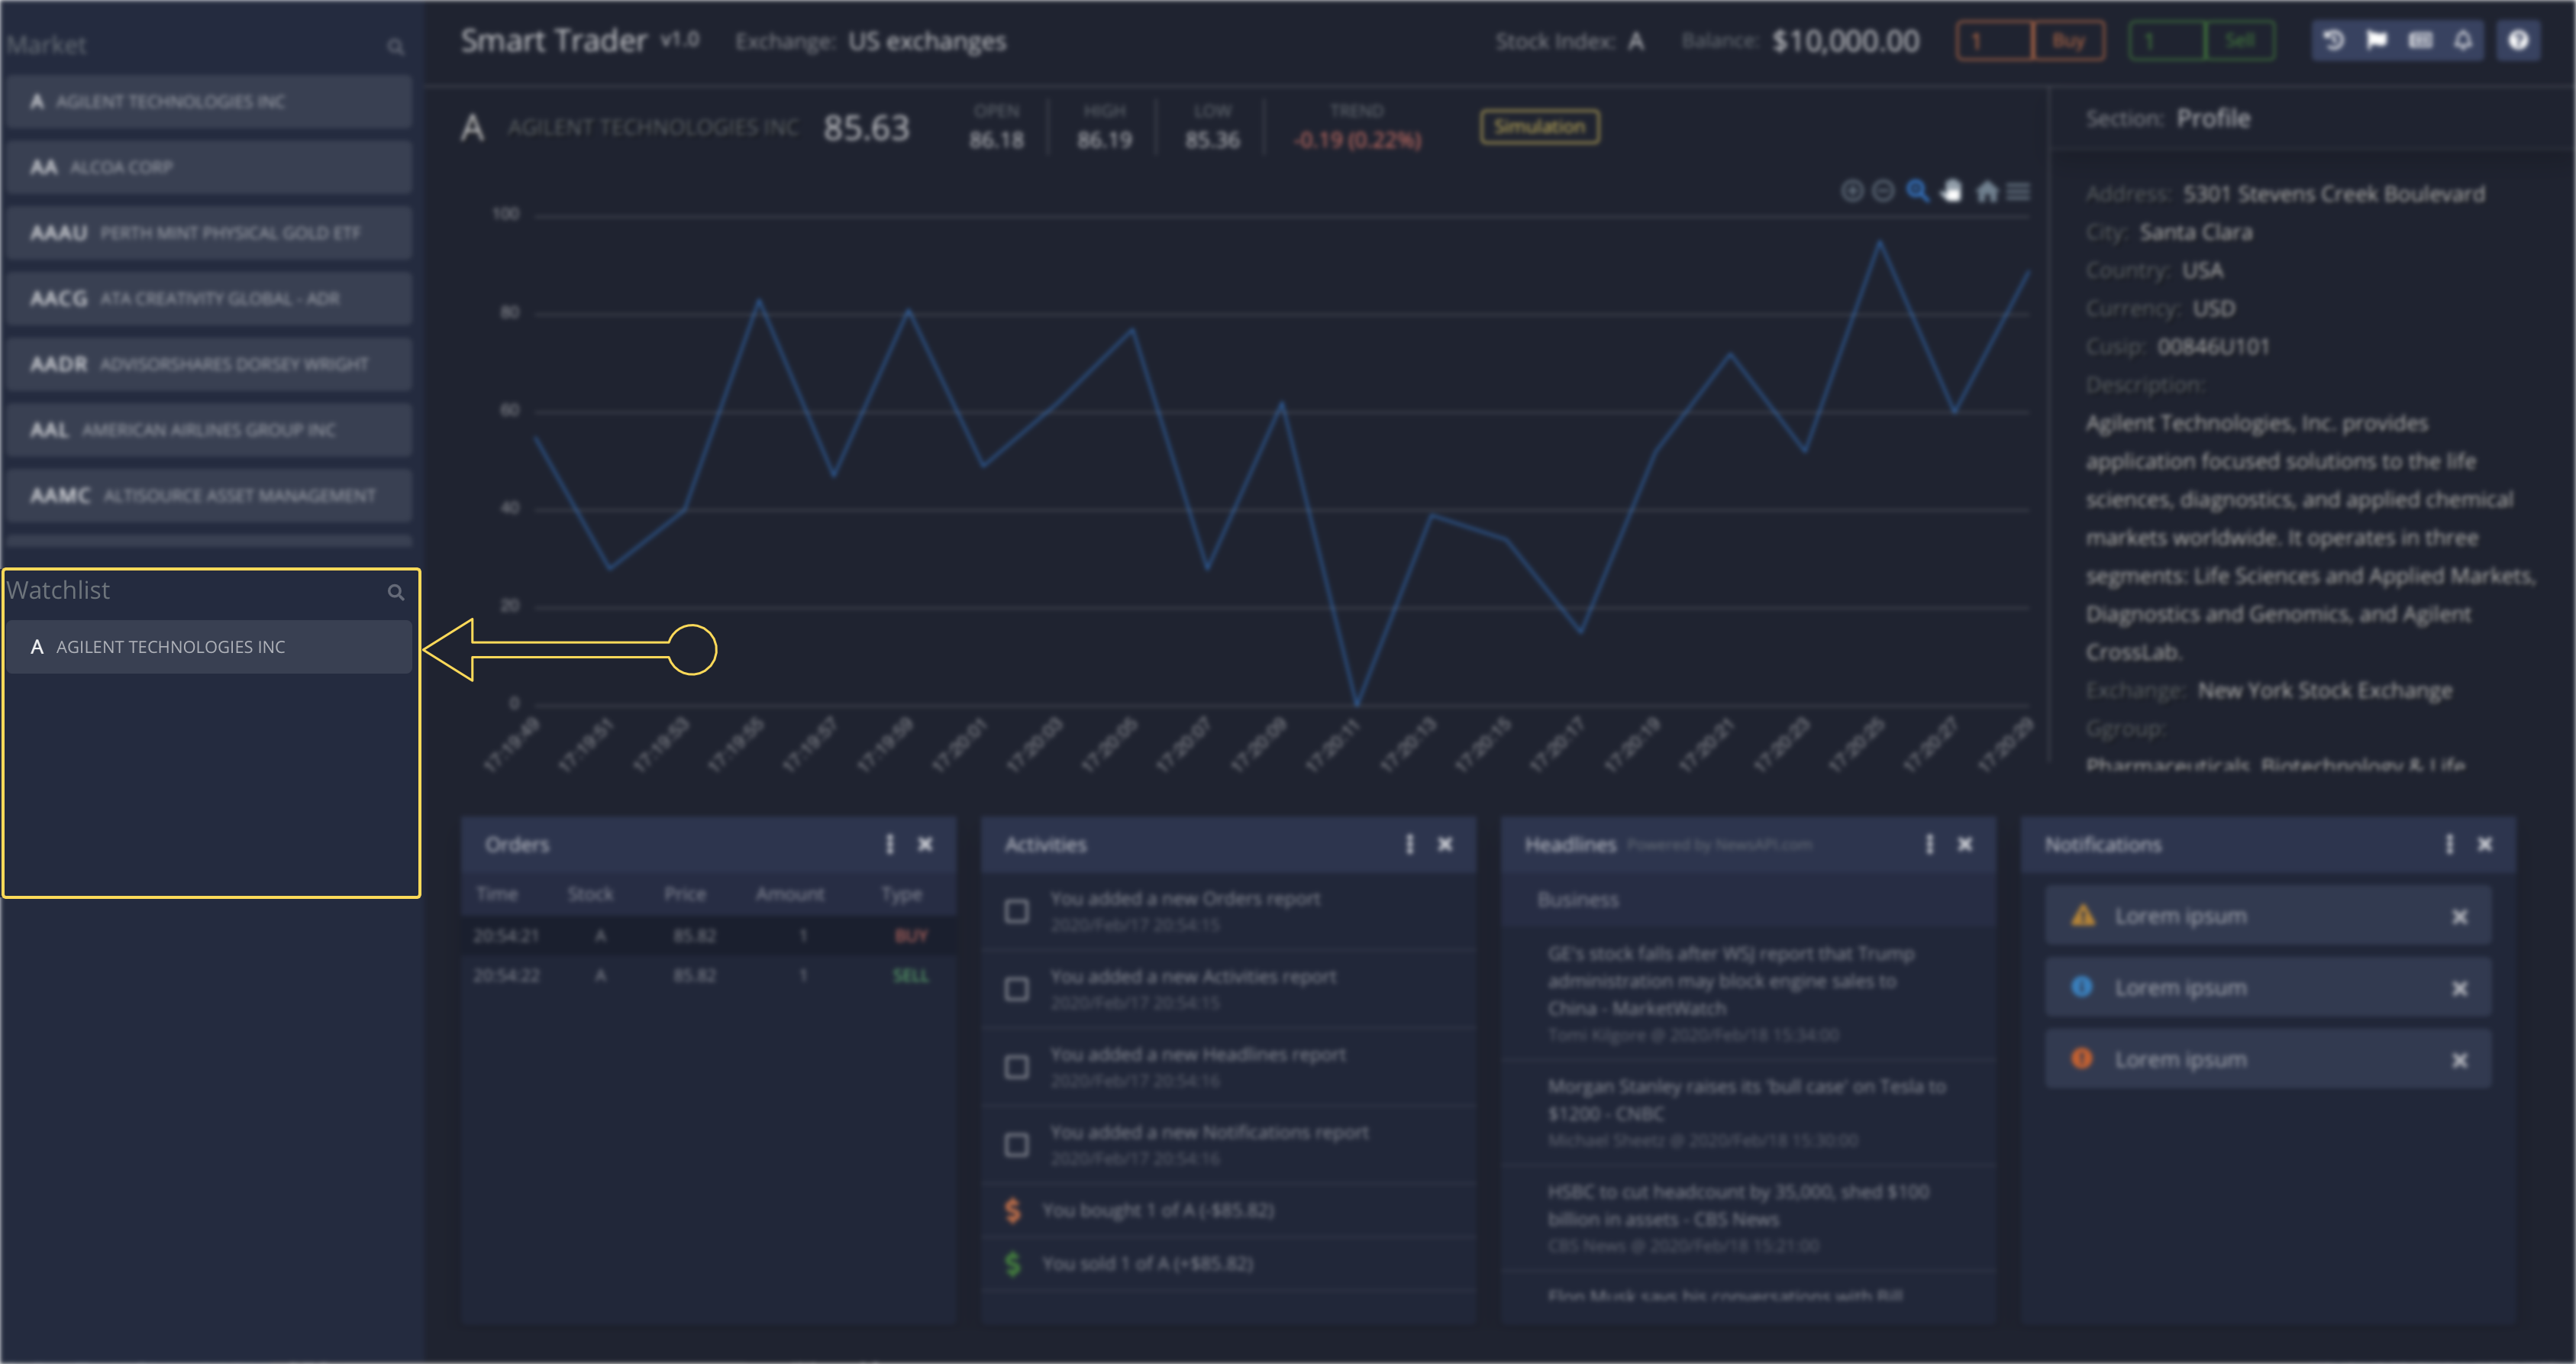 Market
A AGILENT TECHNOLOGIES INC
AA ALCOA CORP
AAAU PERTH MINT PHYSICAL GOLD ETF
AACG ATA CREATIVITY GLOBAL - ADR
AADR ADVISORSHARES DORSEY WRIGHT
AAL AMERICAN AIRLINES GROUP INC
AAMC ALTISOURCE ASSET MANAGEMENT
Watchlist
A AGILENT TECHNOLOGIES INC
Smart Trader v1.0 Exchange: US exchanges
Stock Index: A Balance: $10,000.00 1 Buy 1 Sell
A AGILENT TECHNOLOGIES INC 85.63
OPEN
86.18
HIGH
86.19
LOW
85.36
TREND
-0.19 (0.22%)
Simulation
100
80
60
40
20
0
17:19:49
17:19:51
17:19:53
17:19:55
17:19:57
17:19:59
17:20:01
17:20:03
17:20:05
17:20:07
17:20:09
17:20:11
17:20:13
17:20:15
17:20:17
17:20:19
17:20:21
17:20:23
17:20:25
17:20:27
17:20:29
Section: Profile
Address: 5301 Stevens Creek Boulevard
City: Santa Clara
Country: USA
Currency: USD
Cusip: 00846U101
Description:
Agilent Technologies, Inc. provides
application focused solutions to the life
sciences, diagnostics, and applied chemical
markets worldwide. It operates in three
segments: Life Sciences and Applied Markets,
Diagnostics and Genomics, and Agilent
CrossLab.
Exchange: New York Stock Exchange
Ggroup:
Pharmaceuticals, Biotechnology & Life
Orders
Time Stock Price Amount Type
20:54:21 A 85.82 1 BUY
20:54:22 A 85.82 1 SELL
Activities
You added a new Orders report
2020/Feb/17 20:54:15
You added a new Activities report
2020/Feb/17 20:54:15
You added a new Headlines report
2020/Feb/17 20:54:16
You added a new Notifications report
2020/Feb/17 20:54:16
You bought 1 of A (-$85.82)
You sold 1 of A (+$85.82)
Headlines Powered by NewsAPI.com
Business
GE's stock falls after WSJ report that Trump
administration may block engine sales to
China - MarketWatch
Tomi Kilgore @ 2020/Feb/18 15:34:00
Morgan Stanley raises its 'bull case' on Tesla to
$1200 - CNBC
Michael Sheetz @ 2020/Feb/18 15:30:00
HSBC to cut headcount by 35,000, shed $100
billion in assets - CBS News
CBS News @ 2020/Feb/18 15:21:00
Elon Musk says his conversations with Bill
Notifications
Lorem ipsum
Lorem ipsum
Lorem ipsum